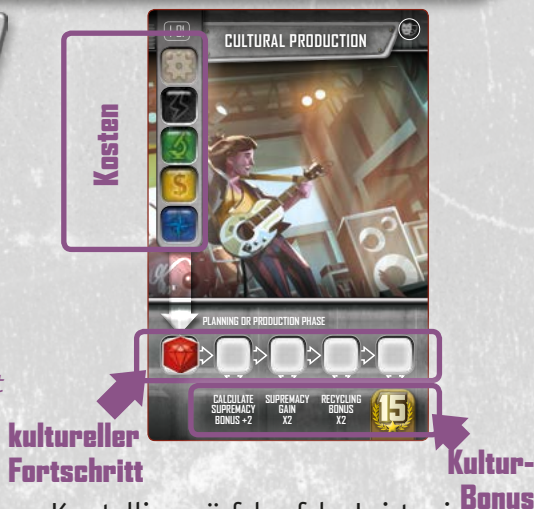 CULTURAL PRODUCTION
Kosten
PLANNING OR PRODUCTION PHASE
CALCULATE
SUPREMACY
BONUS +2
SUPREMACY
GAIN
X2
RECYCLING
BONUS
X2
15
kultureller
Fortschritt
Kultur-
Bonus